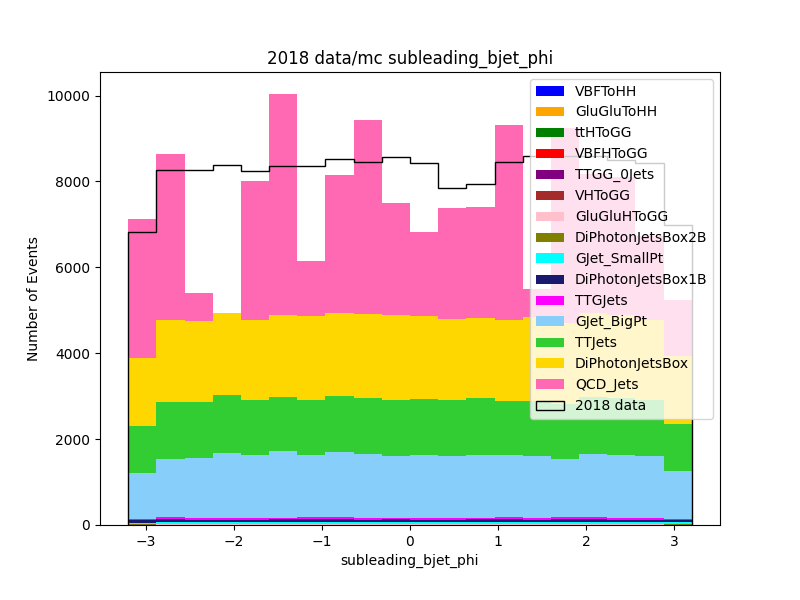 2018 data/mc subleading_bjet_phi
Number of Events
10000
8000
6000
4000
2000
0
VBFToHH
GluGluToHH
ttHToGG
VBFHToGG
TTGG_0Jets
VHToGG
GluGluHToGG
DiPhotonJetsBox2B
GJet_SmallPt
DiPhotonJetsBox1B
TTGJets
GJet_BigPt
TTJets
DiPhotonJetsBox
QCD_Jets
2018 data
−3 −2 −1 0 1 2 3
subleading_bjet_phi